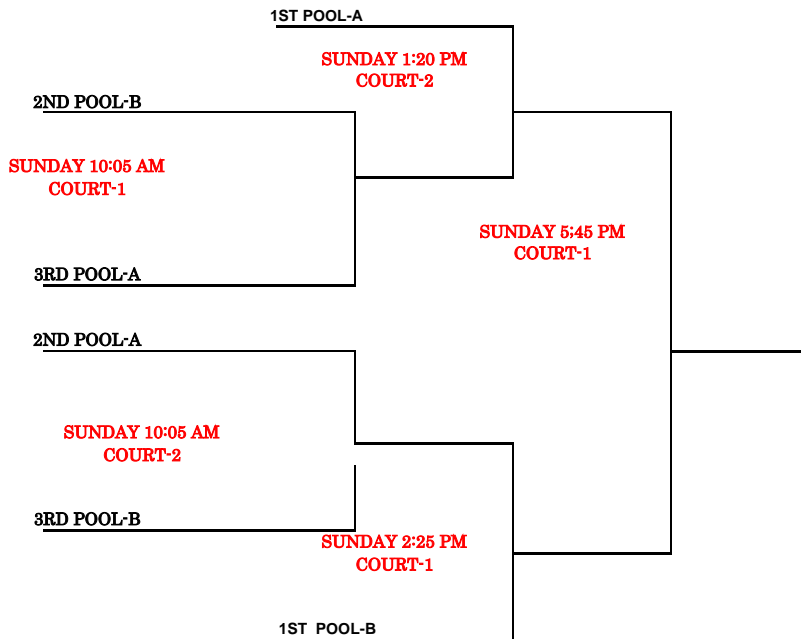 1ST POOL-A
SUNDAY 1:20 PM
COURT-2
2ND POOL-B
SUNDAY 10:05 AM
COURT-1
SUNDAY 5;45 PM
COURT-1
3RD POOL-A
2ND POOL-A
SUNDAY 10:05 AM
COURT-2
3RD POOL-B
SUNDAY 2:25 PM
COURT-1
1ST  POOL-B